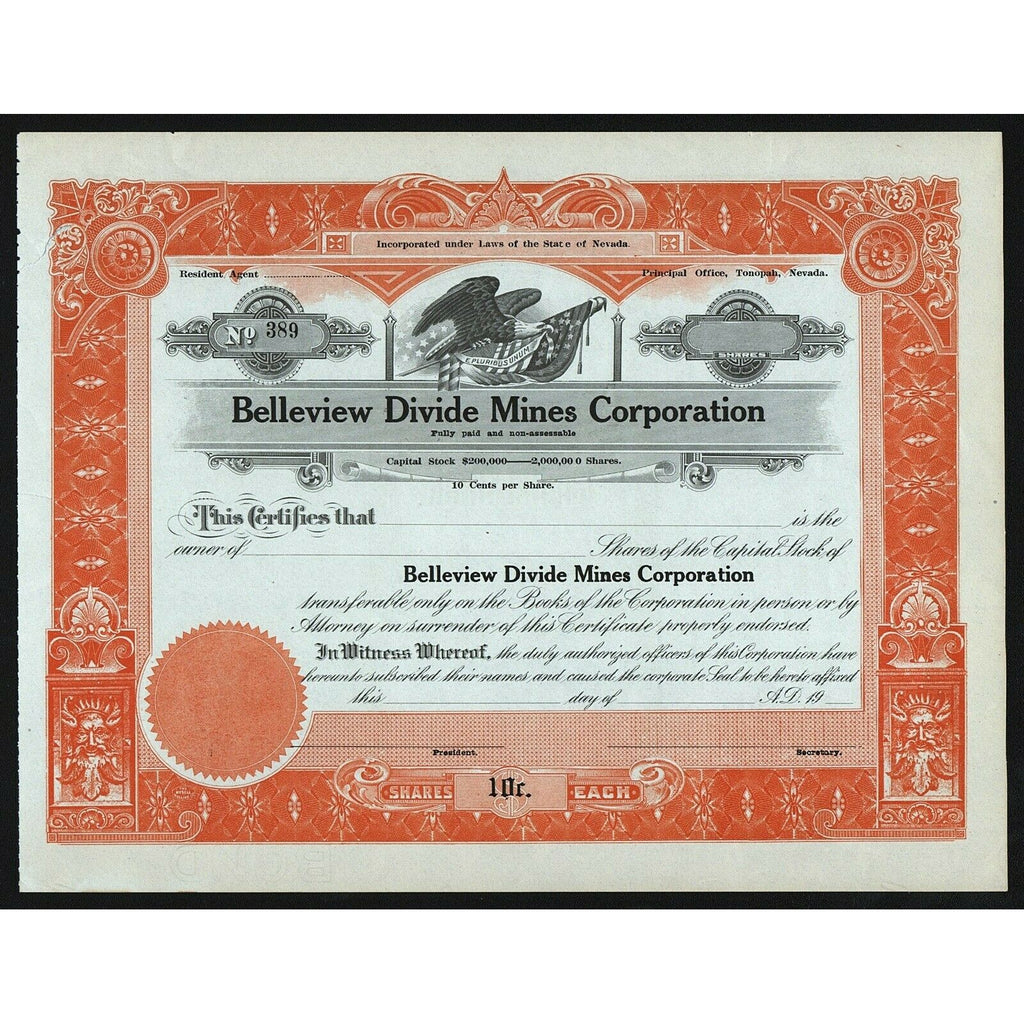 Incorporated under Laws of the State of Nevada.
Resident Agent
Principal Office, Tonopah, Nevada.
No 389
E PLURIBUS UNUM
SHARES
Belleview Divide Mines Corporation
Fully paid and non-assessable
Capital Stock $200,000——2,000,000 Shares.
10 Cents per Share.
This Certifies that is the
owner of Shares of the Capital Stock of
Belleview Divide Mines Corporation
transferable only on the Books of the Corporation in person or by
Attorney on surrender of this Certificate properly endorsed.
In Witness Whereof, the duly authorized officers of this Corporation have
hereunto subscribed their names and caused the corporate Seal to be hereto affixed
this day of A.D. 19
President. Secretary.
SHARES 10c. EACH